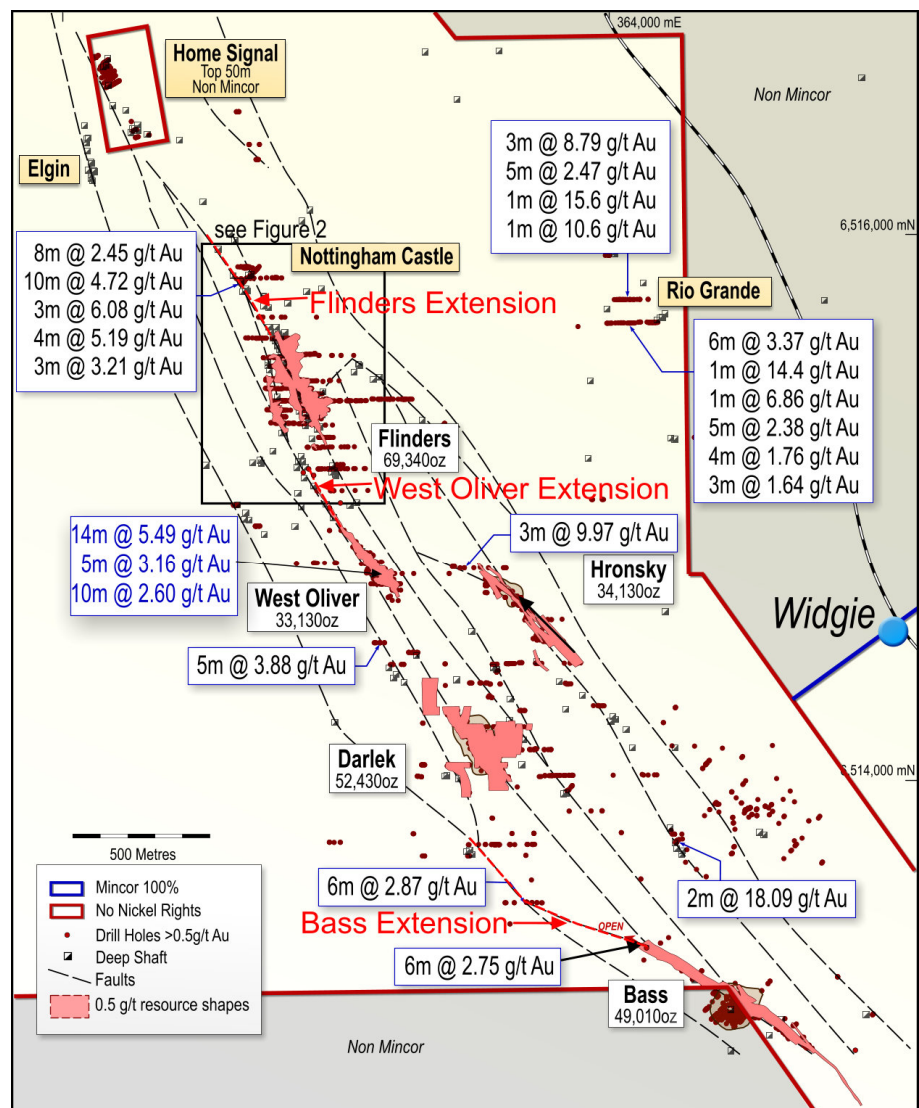 364,000 mE
Home Signal
Top 50m
Non Mincor
Non Mincor
3m @ 8.79 g/t Au
5m @ 2.47 g/t Au
1m @ 15.6 g/t Au
1m @ 10.6 g/t Au
Elgin
6,516,000 mN
see Figure 2
Nottingham Castle
8m @ 2.45 g/t Au
10m @ 4.72 g/t Au
3m @ 6.08 g/t Au
4m @ 5.19 g/t Au
3m @ 3.21 g/t Au
Flinders Extension
Rio Grande
6m @ 3.37 g/t Au
1m @ 14.4 g/t Au
1m @ 6.86 g/t Au
5m @ 2.38 g/t Au
4m @ 1.76 g/t Au
3m @ 1.64 g/t Au
Flinders
69,340oz
West Oliver Extension
14m @ 5.49 g/t Au
5m @ 3.16 g/t Au
10m @ 2.60 g/t Au
3m @ 9.97 g/t Au
Hronsky
34,130oz
West Oliver
33,130oz
Widgie
5m @ 3.88 g/t Au
Darlek
52,430oz
6,514,000 mN
500 Metres
Mincor 100%
No Nickel Rights
Drill Holes >0.5g/t Au
Deep Shaft
Faults
0.5 g/t resource shapes
6m @ 2.87 g/t Au
2m @ 18.09 g/t Au
Bass Extension
OPEN
6m @ 2.75 g/t Au
Bass
49,010oz
Non Mincor